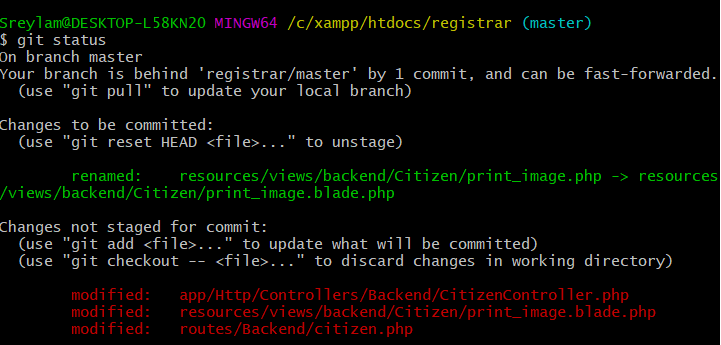 Sreylam@DESKTOP-L58KN2O MINGW64 /c/xampp/htdocs/registrar (master)
$ git status
On branch master
Your branch is behind 'registrar/master' by 1 commit, and can be fast-forwarded.
  (use "git pull" to update your local branch)

Changes to be committed:
  (use "git reset HEAD <file>..." to unstage)

        renamed:    resources/views/backend/Citizen/print_image.php -> resources
/views/backend/Citizen/print_image.blade.php

Changes not staged for commit:
  (use "git add <file>..." to update what will be committed)
  (use "git checkout -- <file>..." to discard changes in working directory)

        modified:   app/Http/Controllers/Backend/CitizenController.php
        modified:   resources/views/backend/Citizen/print_image.blade.php
        modified:   routes/Backend/citizen.php